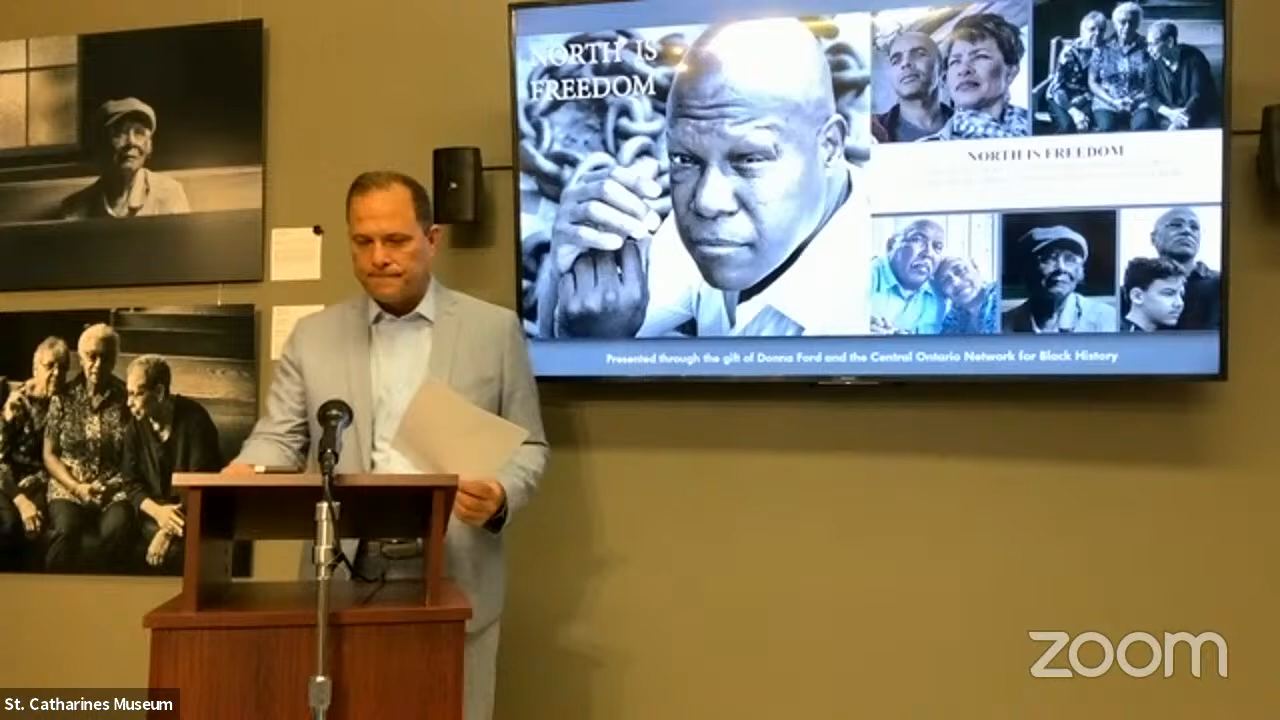 NORTH IS
FREEDOM
NORTH IS FREEDOM
Presented through the gift of Donna Ford and the Central Ontario Network for Black History
zoom
St. Catharines Museum